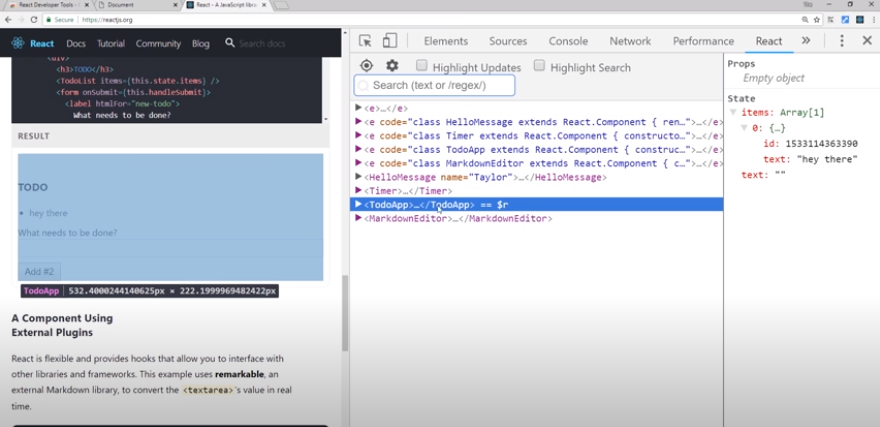 React Developer Tools -
Document
React - A JavaScript libra
Secure | https://reactjs.org
React Docs Tutorial Community Blog Search docs
<div>
<h3>TODO</h3>
<TodoList items={this.state.items} />
<form onSubmit={this.handleSubmit}>
<label htmlFor="new-todo">
What needs to be done?
RESULT
TODO
hey there
What needs to be done?
Add #2
TodoApp | 532.4000244140625px × 222.1999969482422px
A Component Using
External Plugins
React is flexible and provides hooks that allow you to interface with
other libraries and frameworks. This example uses remarkable, an
external Markdown library, to convert the <textarea>'s value in real
time.
Elements Sources Console Network Performance React »
Highlight Updates Highlight Search
Search (text or /regex/)
<e>…</e>
<e code="class HelloMessage extends React.Component { ren…">…</e>
<e code="class Timer extends React.Component { constructo…">…</e>
<e code="class TodoApp extends React.Component { construc…">…</e>
<e code="class MarkdownEditor extends React.Component { c…">…</e>
<HelloMessage name="Taylor">…</HelloMessage>
<Timer>…</Timer>
<TodoApp>…</TodoApp> == $r
<MarkdownEditor>…</MarkdownEditor>
Props
Empty object
State
items: Array[1]
0: {…}
id: 1533114363390
text: "hey there"
text: ""